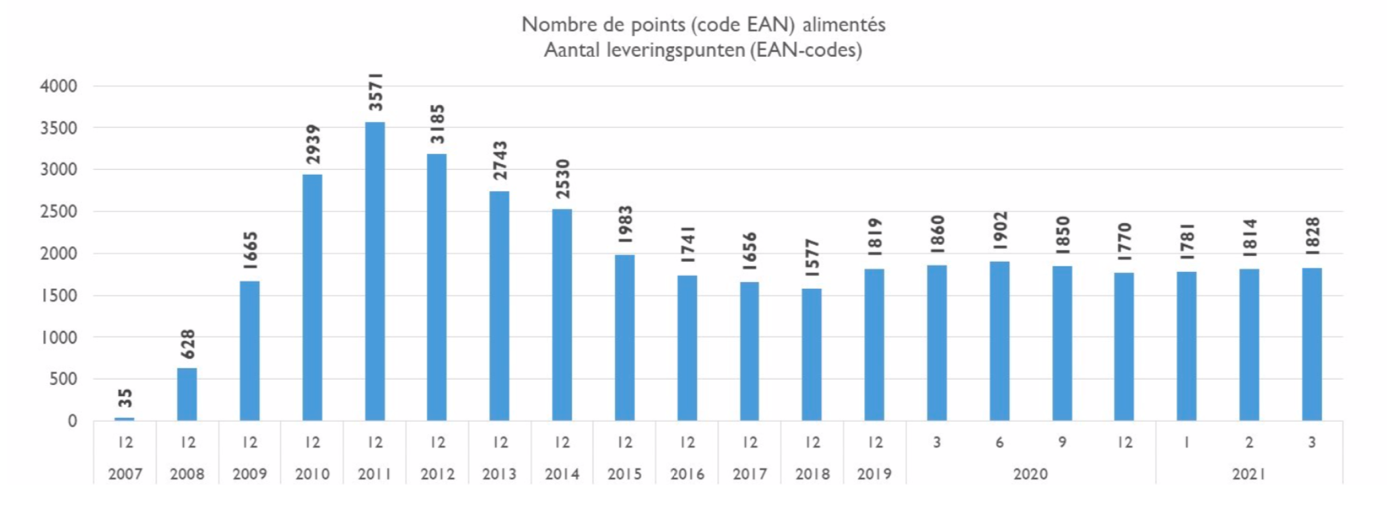 Nombre de points (code EAN) alimentés
Aantal leveringspunten (EAN-codes)
4000
3500
3000
2500
2000
1500
1000
500
0
35 628 1665 2939 3571 3185 2743 2530 1983 1741 1656 1577 1819 1860 1902 1850 1770 1781 1814 1828
12 12 12 12 12 12 12 12 12 12 12 12 12 3 6 9 12 1 2 3
2007 2008 2009 2010 2011 2012 2013 2014 2015 2016 2017 2018 2019 2020 2021